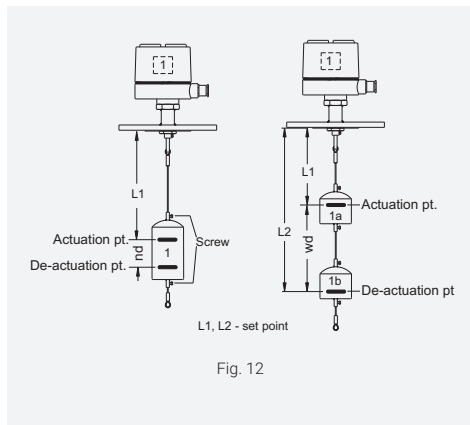 1
1
L1
L1
L2
Actuation pt.
Actuation pt.
1a
Screw
1
nd
wd
De-actuation pt.
1b
De-actuation pt
L1, L2 - set point
Fig. 12